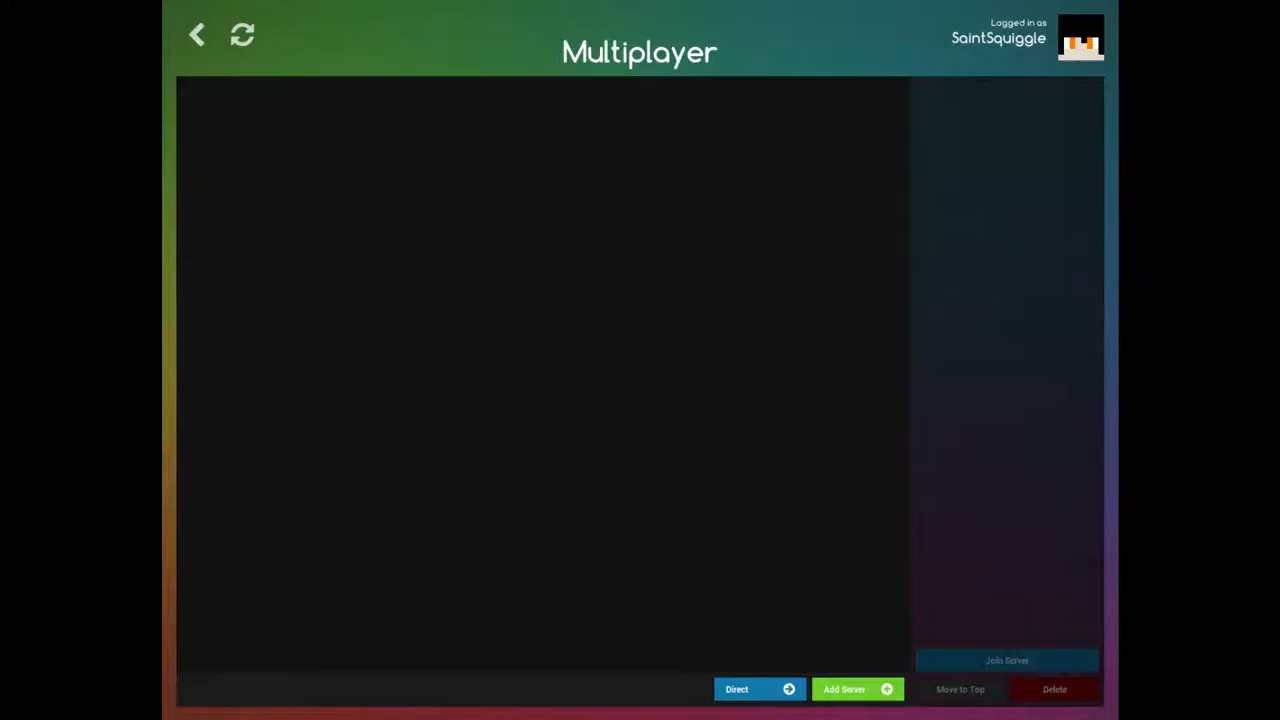 Logged in as
SaintSquiggle
Multiplayer
Join Server
Direct
Add Server
Move to Top
Delete